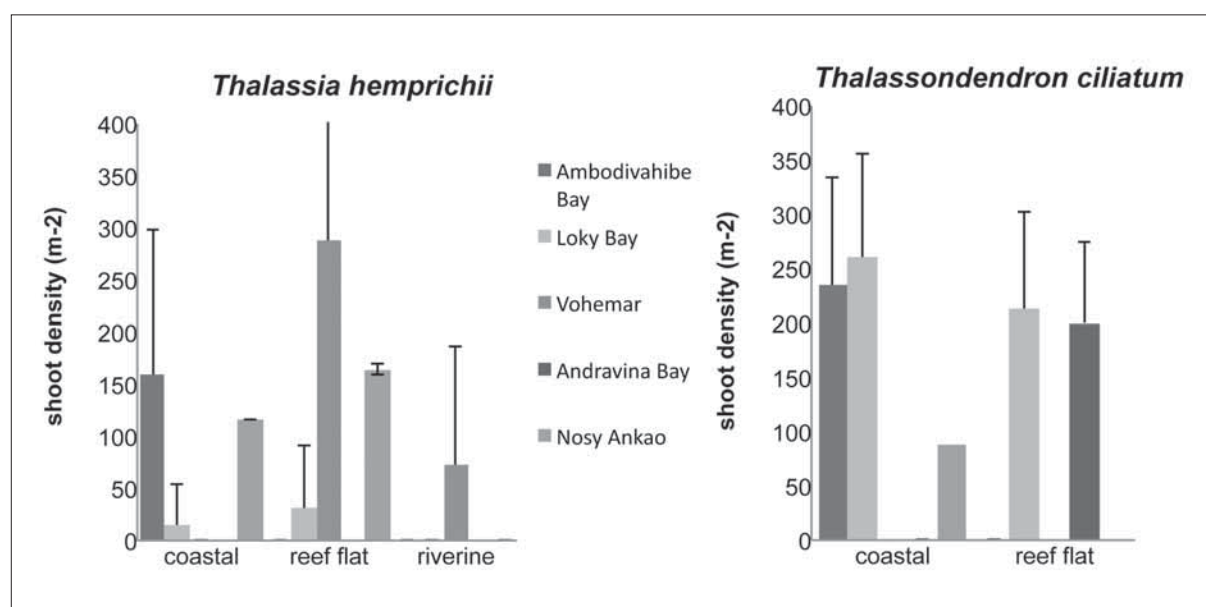 Thalassia hemprichii
400
350
300
250
200
150
100
50
0
shoot density (m-2)
coastal reef flat riverine
Ambodivahibe
Bay
Loky Bay
Vohemar
Andravina Bay
Nosy Ankao
Thalassondendron ciliatum
400
350
300
250
200
150
100
50
0
shoot density (m-2)
coastal reef flat